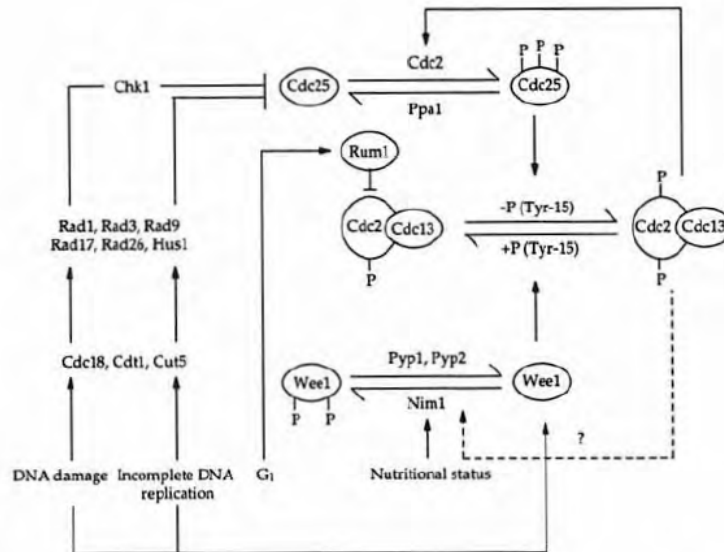 P
P P
Cdc2
Chk1
Cdc25
Cdc25
Ppa1
Rum1
P
-P (Tyr-15)
Cdc2 Cdc13
Cdc2 Cdc13
+P (Tyr-15)
P
P
Rad1, Rad3, Rad9
Rad17, Rad26, Hus1
Cdc18, Cdt1, Cut5
Pyp1, Pyp2
Wee1
Wee1
Nim1
P P
?
DNA damage
Incomplete DNA
replication
G1
Nutritional status